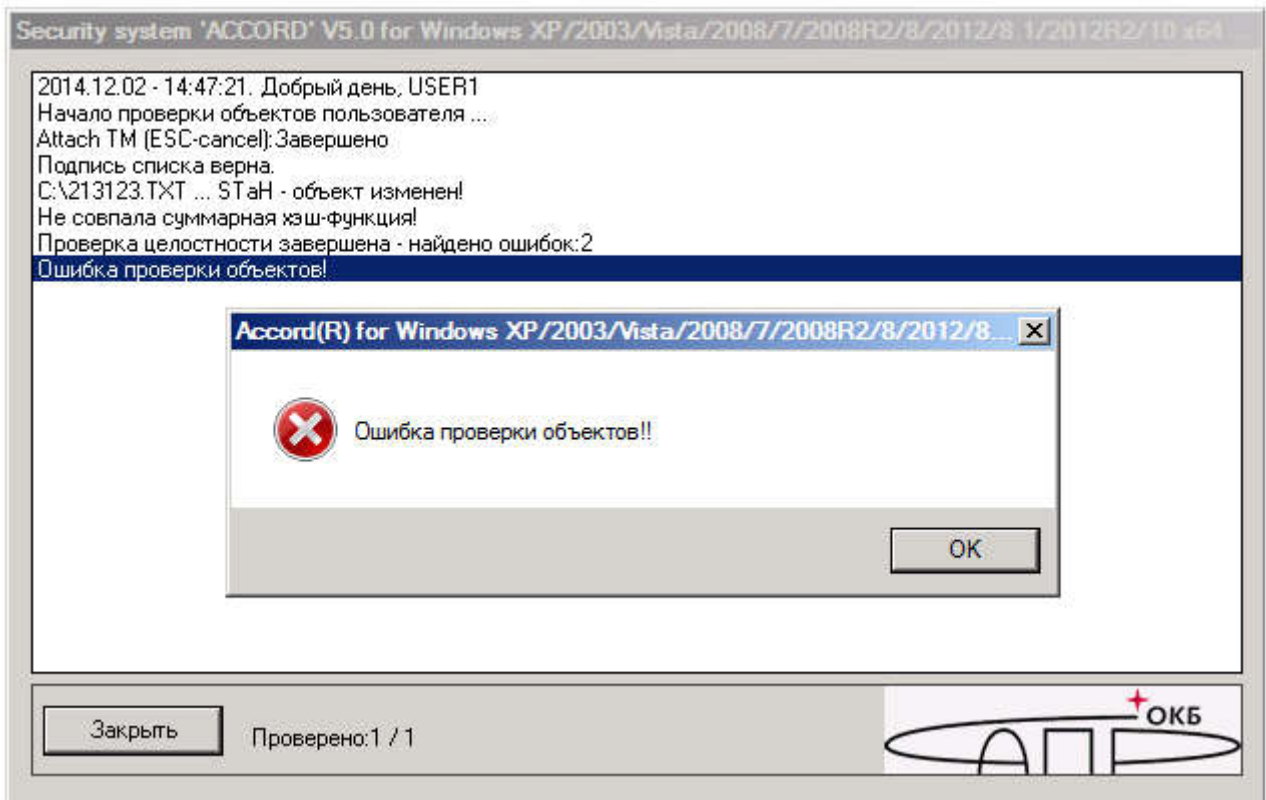 Security system 'ACCORD' V5.0 for Windows XP/2003/Vista/2008/7/2008R2/8/2012/8.1/2012R2/10 x64
2014.12.02 - 14:47:21. Добрый день, USER1
Начало проверки объектов пользователя ...
Attach TM (ESC-cancel):Завершено
Подпись списка верна.
C:\213123.TXT ... STaH - объект изменен!
Не совпала суммарная хэш-функция!
Проверка целостности завершена - найдено ошибок:2
Ошибка проверки объектов!
Accord(R) for Windows XP/2003/Vista/2008/7/2008R2/8/2012/8...
Ошибка проверки объектов!!
OK
Закрыть
Проверено:1 / 1
ОКБ
САПР